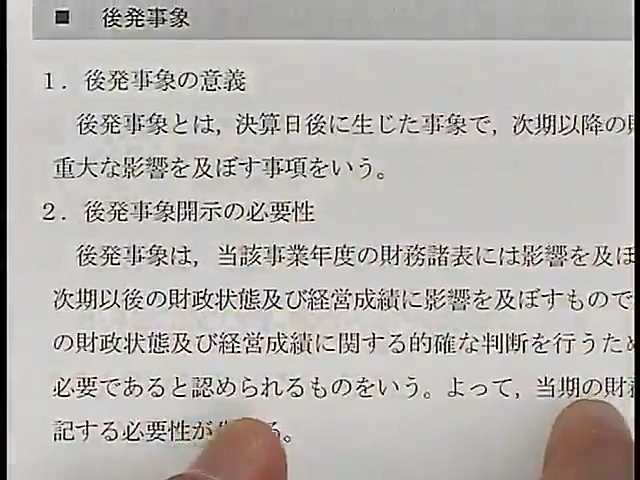 ■ 後発事象
1．後発事象の意義
後発事象とは，決算日後に生じた事象で，次期以降の
重大な影響を及ぼす事項をいう。
2．後発事象開示の必要性
後発事象は，当該事業年度の財務諸表には影響を及ぼ
次期以後の財政状態及び経営成績に影響を及ぼすもので
の財政状態及び経営成績に関する的確な判断を行うため
必要であると認められるものをいう。よって，当期の財
記する必要性が る。